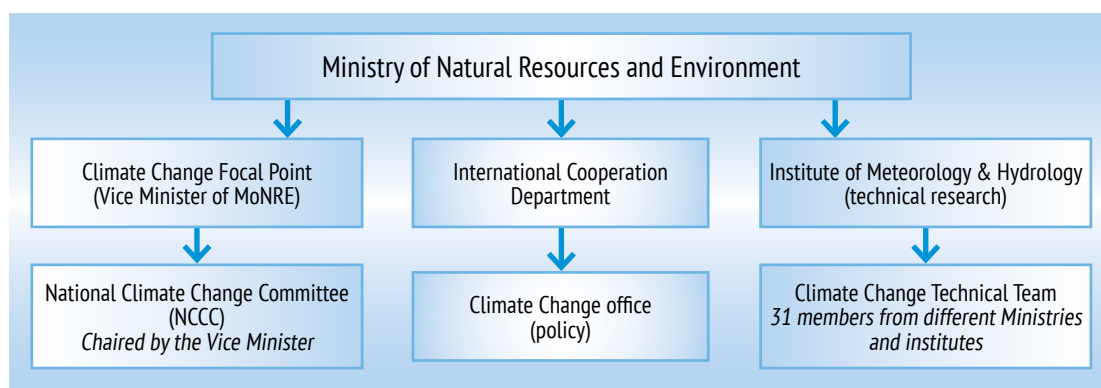 Ministry of Natural Resources and Environment
Climate Change Focal Point
(Vice Minister of MoNRE)
International Cooperation
Department
Institute of Meteorology & Hydrology
(technical research)
National Climate Change Committee
(NCCC)
Chaired by the Vice Minister
Climate Change office
(policy)
Climate Change Technical Team
31 members from different Ministries
and institutes